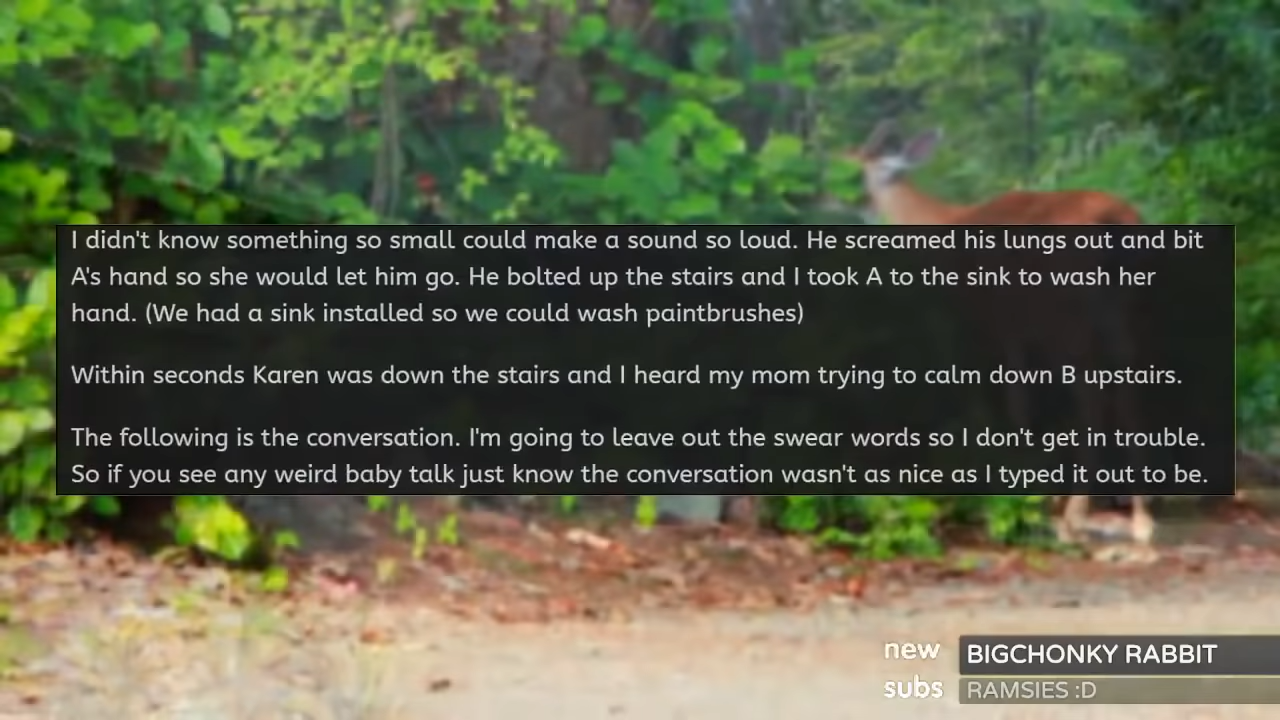 I didn't know something so small could make a sound so loud. He screamed his lungs out and bit
A's hand so she would let him go. He bolted up the stairs and I took A to the sink to wash her
hand. (We had a sink installed so we could wash paintbrushes)
Within seconds Karen was down the stairs and I heard my mom trying to calm down B upstairs.
The following is the conversation. I'm going to leave out the swear words so I don't get in trouble.
So if you see any weird baby talk just know the conversation wasn't as nice as I typed it out to be.
new BIGCHONKY RABBIT
subs RAMSIES :D